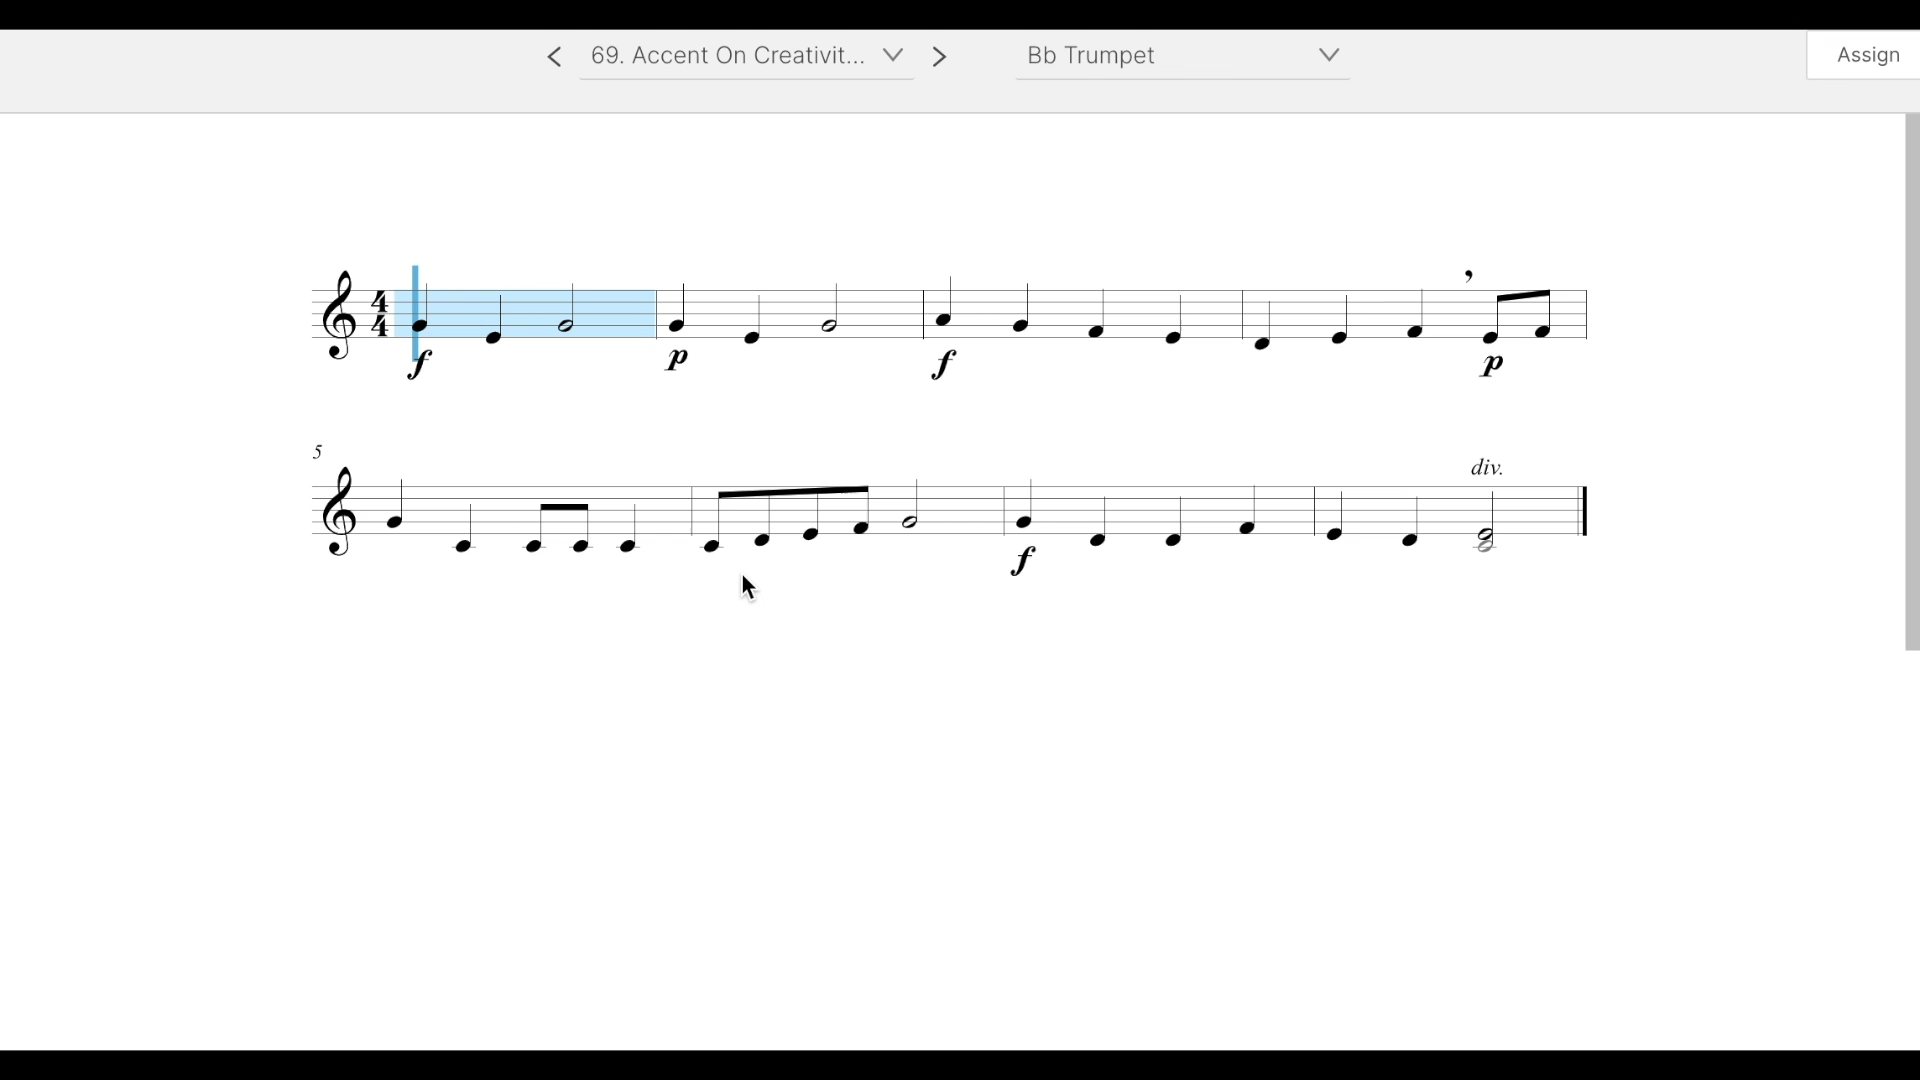 69. Accent On Creativit... Bb Trumpet Assign
4
4
f p f p
5
div.
f